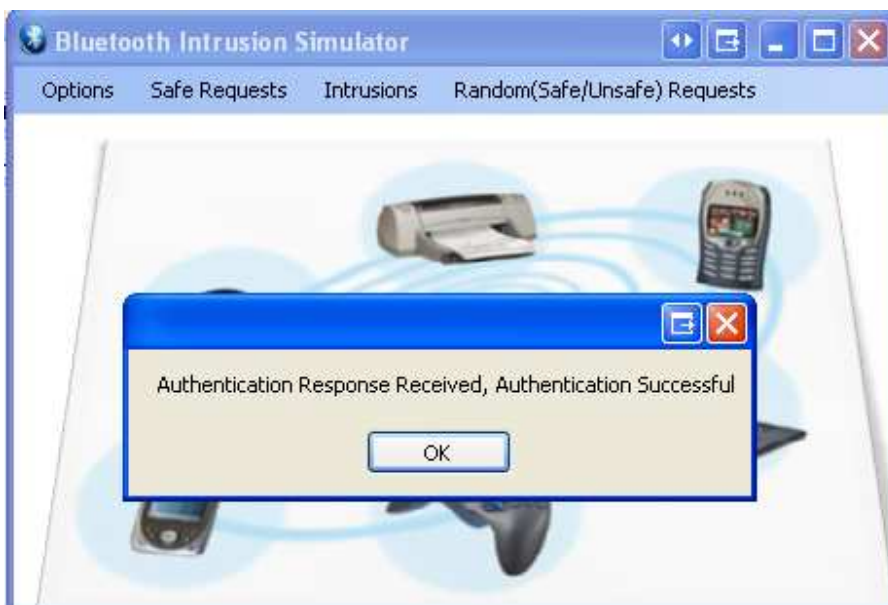 Bluetooth Intrusion Simulator
Options Safe Requests Intrusions Random(Safe/Unsafe) Requests
Authentication Response Received, Authentication Successful
OK